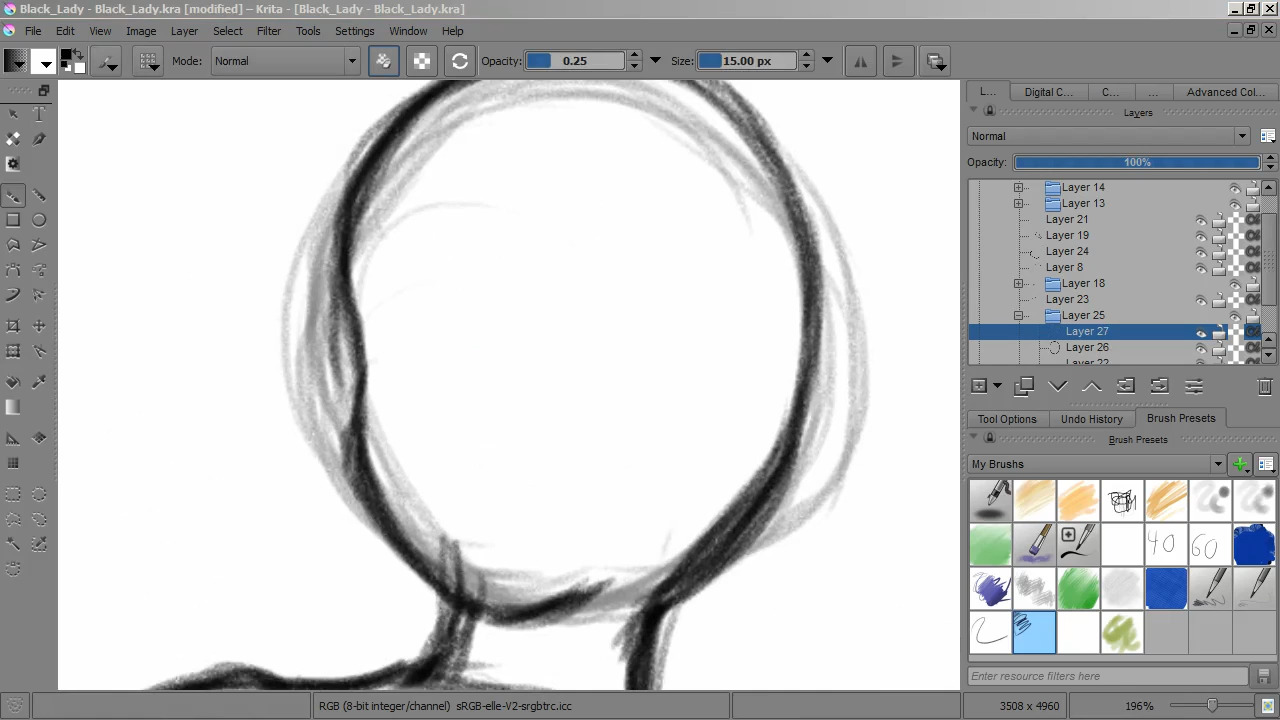 Black_Lady - Black_Lady.kra [modified] – Krita - [Black_Lady - Black_Lady.kra]
File Edit View Image Layer Select Filter Tools Settings Window Help
Mode: Normal Opacity: 0.25 Size: 15.00 px
L... Digital C... C... ... Advanced Col...
Layers
Normal
Opacity: 100%
Layer 14
Layer 13
Layer 21
Layer 19
Layer 24
Layer 8
Layer 18
Layer 23
Layer 25
Layer 27
Layer 26
Layer 22
Tool Options Undo History Brush Presets
Brush Presets
My Brushes
40 60
Enter resource filters here
RGB (8-bit integer/channel) sRGB-elle-V2-srgbtrc.icc 3508 x 4960 196%